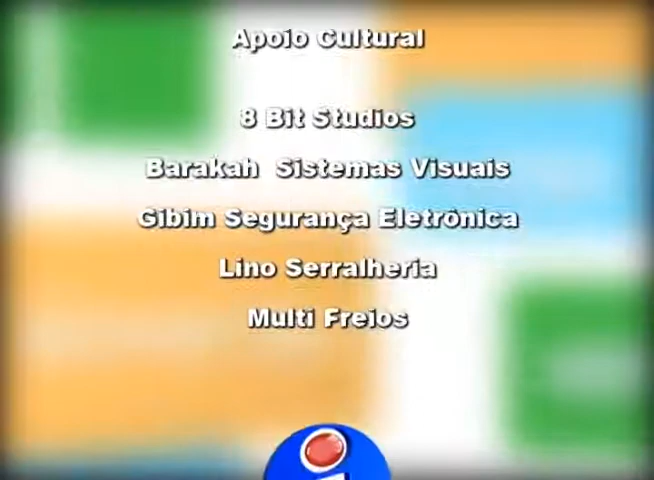 Apoio Cultural
8 Bit Studios
Barakah Sistemas Visuais
Gibim Segurança Eletrônica
Lino Serralheria
Multi Freios